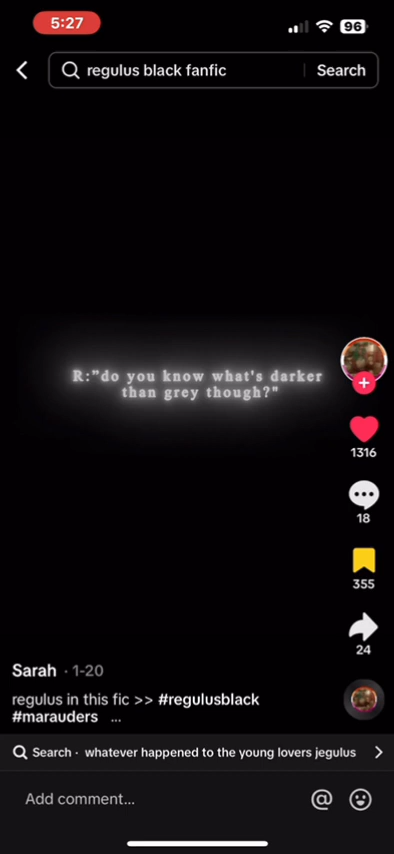 5:27
96
regulus black fanfic
Search
R:"do you know what's darker
than grey though?"
1316
18
355
24
Sarah · 1-20
regulus in this fic >> #regulusblack
#marauders ...
Search · whatever happened to the young lovers jegulus
Add comment...